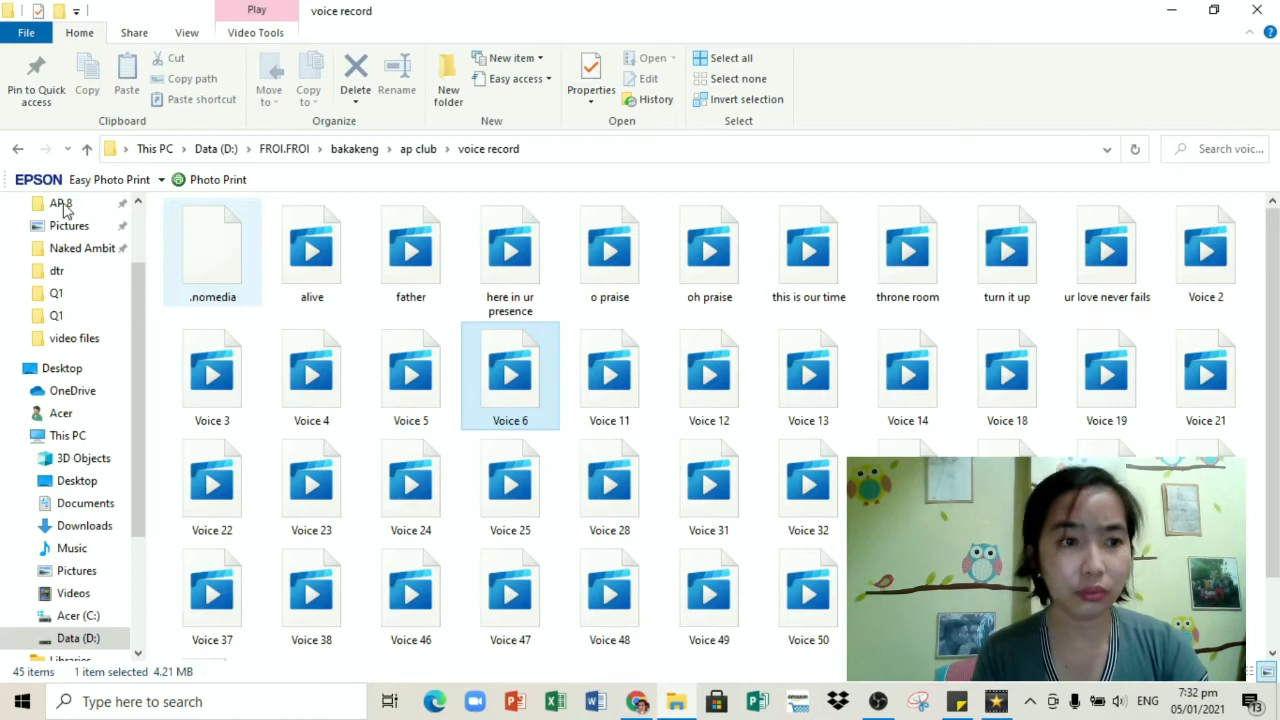 Play
voice record
File
Home
Share
View
Video Tools
Pin to Quick access
Copy
Paste
Cut
Copy path
Paste shortcut
Clipboard
Move to
Copy to
Delete
Rename
Organize
New folder
New item
Easy access
New
Properties
Open
Edit
History
Open
Select all
Select none
Invert selection
Select
This PC > Data (D:) > FROI.FROI > bakakeng > ap club > voice record
Search voic...
EPSON Easy Photo Print Photo Print
AP 8
Pictures
Naked Ambit
dtr
Q1
Q1
video files
Desktop
OneDrive
Acer
This PC
3D Objects
Desktop
Documents
Downloads
Music
Pictures
Videos
Acer (C:)
Data (D:)
Libraries
.nomedia
alive
father
here in ur presence
o praise
oh praise
this is our time
throne room
turn it up
ur love never fails
Voice 2
Voice 3
Voice 4
Voice 5
Voice 6
Voice 11
Voice 12
Voice 13
Voice 14
Voice 18
Voice 19
Voice 21
Voice 22
Voice 23
Voice 24
Voice 25
Voice 28
Voice 31
Voice 32
Voice 37
Voice 38
Voice 46
Voice 47
Voice 48
Voice 49
Voice 50
45 items 1 item selected 4.21 MB
Type here to search
ENG
7:32 pm
05/01/2021
13